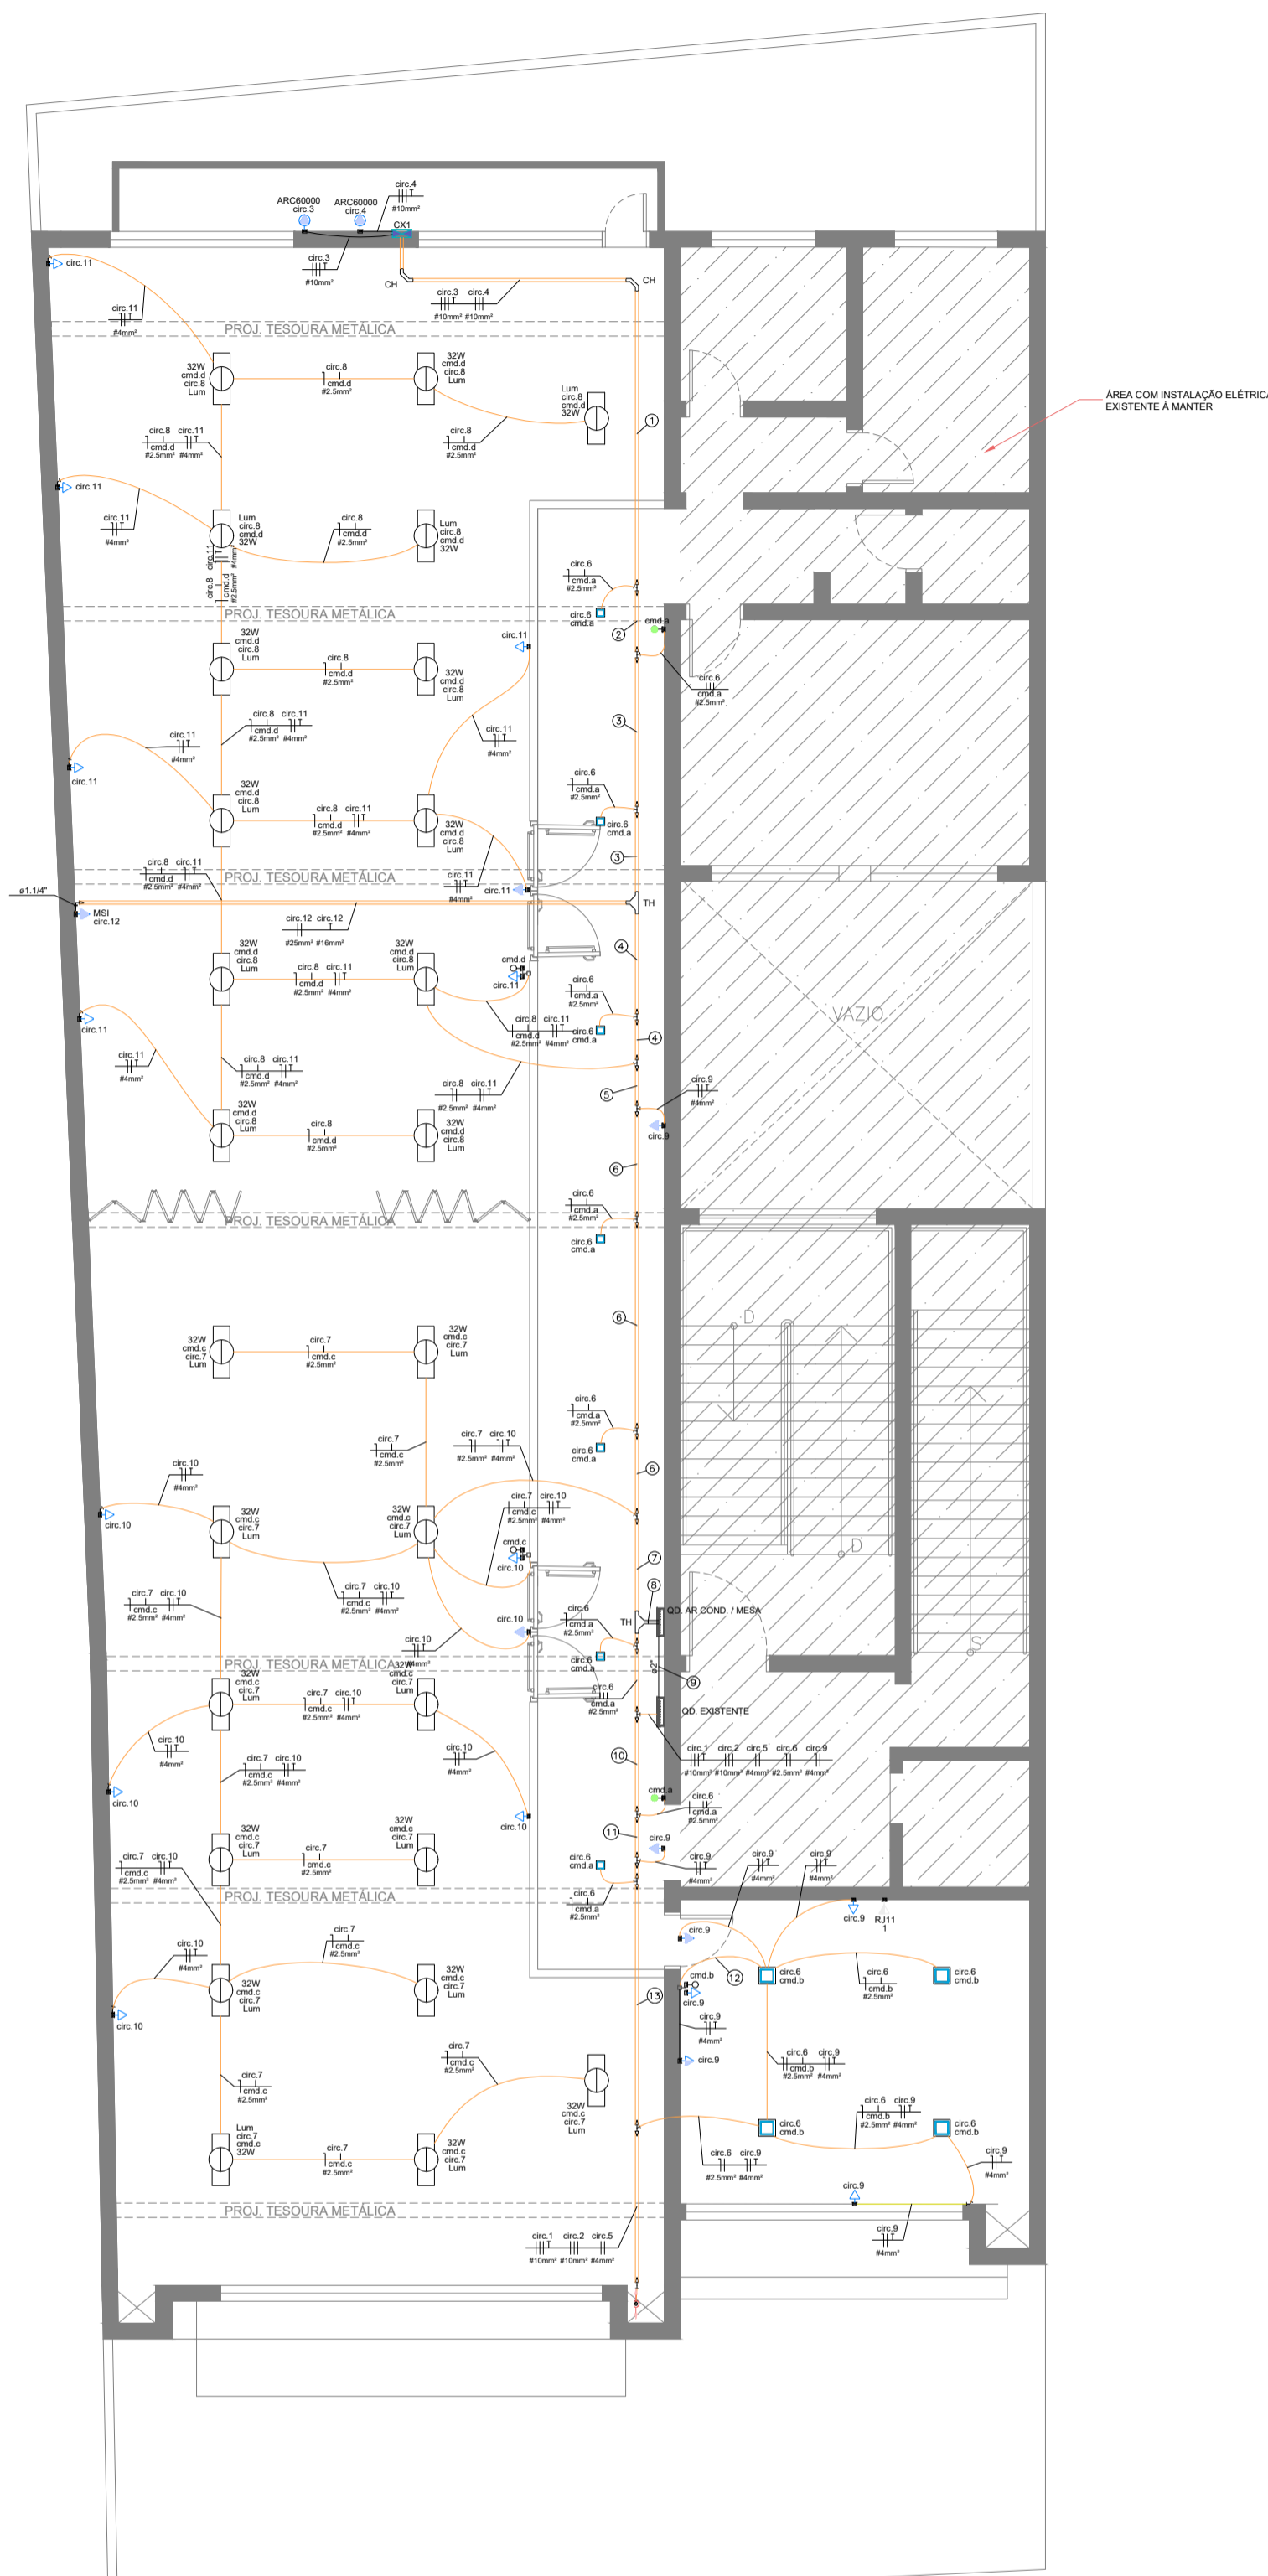 circ.4
#10mm²
ARC60000
circ.3
ARC60000
circ.4
CX1
circ.11
circ.3
#10mm²
CH
CH
circ.3 circ.4
#10mm² #10mm²
circ.11
#4mm²
PROJ. TESOURA METÁLICA
32W
cmd.d
circ.8
Lum
circ.8
cmd.d
#2.5mm²
32W
cmd.d
circ.8
Lum
Lum
circ.8
cmd.d
32W
ÁREA COM INSTALAÇÃO ELÉTRICA
EXISTENTE À MANTER
1
circ.8 circ.11
cmd.d
#2.5mm² #4mm²
circ.8
cmd.d
#2.5mm²
circ.11
circ.11
#4mm²
Lum
circ.8
cmd.d
32W
circ.8
cmd.d
#2.5mm²
Lum
circ.8
cmd.d
32W
circ.11
#4mm²
circ.8
cmd.d
#2.5mm²
circ.6
cmd.a
#2.5mm²
PROJ. TESOURA METÁLICA
circ.6
cmd.a
2
cmd.a
32W
cmd.d
circ.8
Lum
circ.8
cmd.d
#2.5mm²
32W
cmd.d
circ.8
Lum
circ.11
circ.6
cmd.a
#2.5mm²
circ.8 circ.11
cmd.d
#2.5mm² #4mm²
3
circ.11
#4mm²
circ.11
#4mm²
circ.11
circ.6
cmd.a
#2.5mm²
32W
cmd.d
circ.8
Lum
circ.8 circ.11
cmd.d
#2.5mm² #4mm²
32W
cmd.d
circ.8
Lum
circ.6
cmd.a
3
circ.8 circ.11
cmd.d
#2.5mm² #4mm²
PROJ. TESOURA METÁLICA
circ.11
#4mm²
circ.11
ø1.1/4"
MSI
circ.12
TH
circ.12 circ.12
#25mm² #16mm²
4
32W
cmd.d
circ.8
Lum
circ.8 circ.11
cmd.d
#2.5mm² #4mm²
32W
cmd.d
circ.8
Lum
cmd.d
circ.11
circ.6
cmd.a
#2.5mm²
VAZIO
circ.11
circ.8 circ.11
cmd.d
#2.5mm² #4mm²
circ.6
cmd.a
4
circ.11
#4mm²
circ.8 circ.11
cmd.d
#2.5mm² #4mm²
circ.8 circ.11
#2.5mm² #4mm²
5
circ.9
#4mm²
32W
cmd.d
circ.8
Lum
circ.8
cmd.d
#2.5mm²
32W
cmd.d
circ.8
Lum
circ.9
6
circ.6
cmd.a
#2.5mm²
PROJ. TESOURA METÁLICA
circ.6
cmd.a
6
D
32W
cmd.c
circ.7
Lum
circ.7
cmd.c
#2.5mm²
32W
cmd.c
circ.7
Lum
circ.6
cmd.a
#2.5mm²
circ.7
cmd.c
#2.5mm²
circ.7 circ.10
#2.5mm² #4mm²
circ.6
cmd.a
6
circ.10
#4mm²
circ.10
32W
cmd.c
circ.7
Lum
32W
cmd.c
circ.7
Lum
circ.7 circ.10
cmd.c
#2.5mm² #4mm²
cmd.c
circ.10
D
7
circ.7 circ.10
cmd.c
#2.5mm² #4mm²
circ.7 circ.10
cmd.c
#2.5mm² #4mm²
8
QD. AR COND. / MESA
TH
circ.10
circ.6
cmd.a
#2.5mm²
circ.10
#4mm²
S
PROJ. TESOURA METÁLICA
circ.6
cmd.a
ø2"
9
32W
cmd.c
circ.7
Lum
circ.7 circ.10
cmd.c
#2.5mm² #4mm²
32W
cmd.c
circ.7
Lum
circ.6
cmd.a
#2.5mm²
QD. EXISTENTE
circ.10
#4mm²
circ.7 circ.10
cmd.c
#2.5mm² #4mm²
circ.10
#4mm²
10
circ.1 circ.2 circ.5 circ.6 circ.9
#10mm² #10mm² #4mm² #2.5mm² #4mm²
circ.10
circ.10
cmd.a
circ.6
cmd.a
#2.5mm²
11
circ.9
32W
cmd.c
circ.7
Lum
circ.7
cmd.c
#2.5mm²
32W
cmd.c
circ.7
Lum
circ.6
cmd.a
circ.9
#4mm²
circ.9
#4mm²
circ.9
#4mm²
circ.7 circ.10
cmd.c
#2.5mm² #4mm²
PROJ. TESOURA METÁLICA
circ.6
cmd.a
#2.5mm²
circ.9
RJ11
1
circ.9
circ.10
#4mm²
circ.7
cmd.c
#2.5mm²
12
circ.6
cmd.b
circ.6
cmd.b
#2.5mm²
circ.6
cmd.b
32W
cmd.c
circ.7
Lum
32W
cmd.c
circ.7
Lum
cmd.b
circ.9
13
circ.10
circ.9
#4mm²
circ.9
circ.6 circ.9
cmd.b
#2.5mm² #4mm²
circ.7
cmd.c
#2.5mm²
circ.7
cmd.c
#2.5mm²
32W
cmd.c
circ.7
Lum
circ.6 circ.9
cmd.b
#2.5mm² #4mm²
Lum
circ.7
cmd.c
32W
circ.7
cmd.c
#2.5mm²
32W
cmd.c
circ.7
Lum
circ.6
cmd.b
circ.6
cmd.b
circ.6 circ.9
#2.5mm² #4mm²
circ.9
#4mm²
circ.9
PROJ. TESOURA METÁLICA
circ.9
#4mm²
circ.1 circ.2 circ.5
#10mm² #10mm² #4mm²